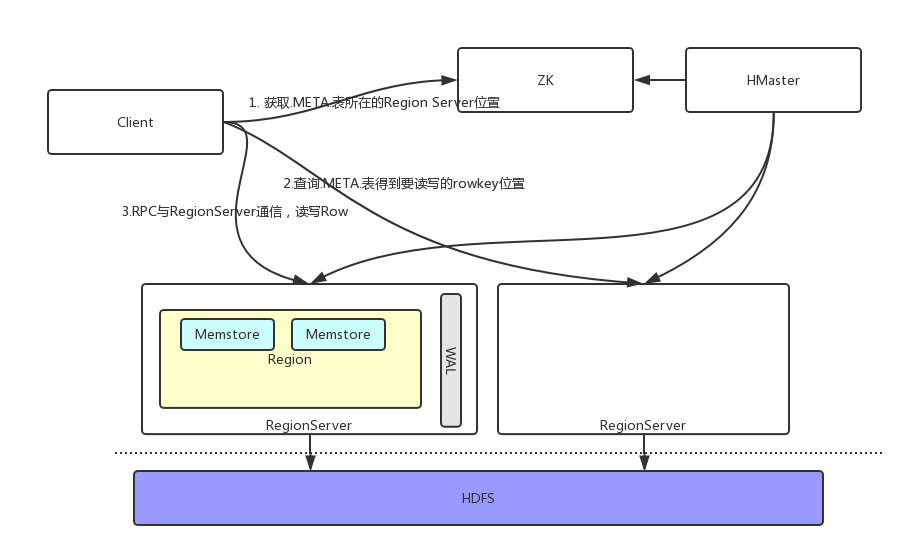 ZK
HMaster
Client
1. 获取.META.表所在的Region Server位置
2.查询.META.表得到要读写的rowkey位置
3.RPC与RegionServer通信，读写Row
Memstore
Memstore
Region
WAL
RegionServer
RegionServer
HDFS